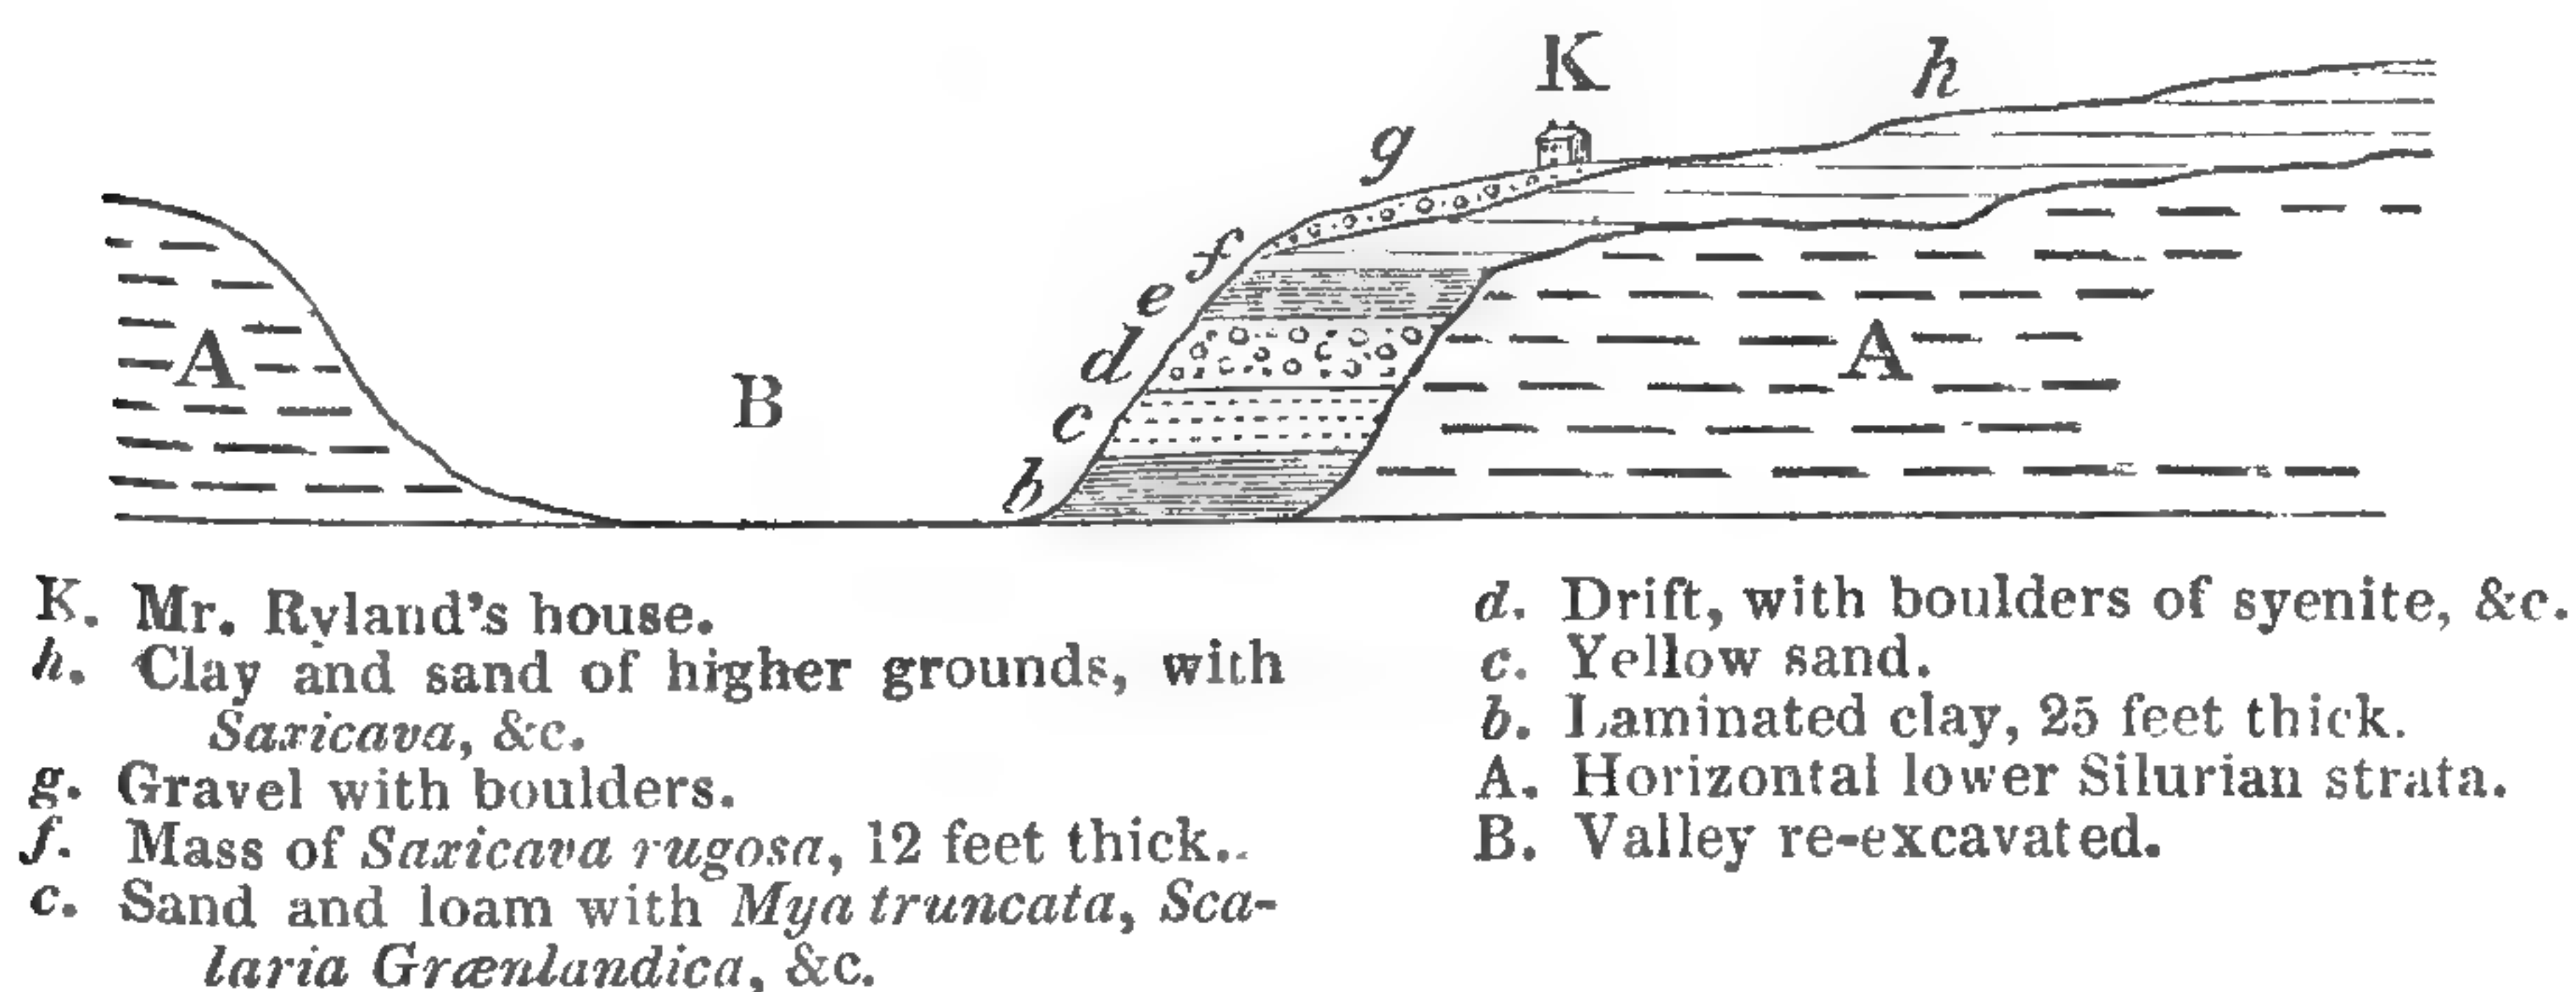 K
h
g
f
e
d
A
A
B
c
b
K. Mr. Ryland's house.
h. Clay and sand of higher grounds, with
Saxicava, &c.
g. Gravel with boulders.
f. Mass of Saxicava rugosa, 12 feet thick.
c. Sand and loam with Mya truncata, Sca-
laria Grænlandica, &c.
d. Drift, with boulders of syenite, &c.
c. Yellow sand.
b. Laminated clay, 25 feet thick.
A. Horizontal lower Silurian strata.
B. Valley re-excavated.